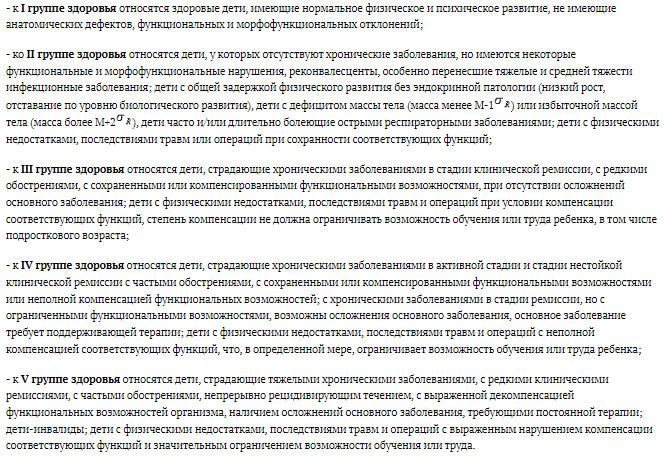 - к I группе здоровья относятся здоровые дети, имеющие нормальное физическое и психическое развитие, не имеющие
анатомических дефектов, функциональных и морфофункциональных отклонений;
- ко II группе здоровья относятся дети, у которых отсутствуют хронические заболевания, но имеются некоторые
функциональные и морфофункциональные нарушения, реконвалесценты, особенно перенесшие тяжелые и средней тяжести
инфекционные заболевания; дети с общей задержкой физического развития без эндокринной патологии (низкий рост,
отставание по уровню биологического развития), дети с дефицитом массы тела (масса менее М-1σ R) или избыточной массой
тела (масса более М+2σ R), дети часто и/или длительно болеющие острыми респираторными заболеваниями; дети с физическими
недостатками, последствиями травм или операций при сохранности соответствующих функций;
- к III группе здоровья относятся дети, страдающие хроническими заболеваниями в стадии клинической ремиссии, с редкими
обострениями, с сохраненными или компенсированными функциональными возможностями, при отсутствии осложнений
основного заболевания; дети с физическими недостатками, последствиями травм и операций при условии компенсации
соответствующих функций, степень компенсации не должна ограничивать возможность обучения или труда ребенка, в том числе
подросткового возраста;
- к IV группе здоровья относятся дети, страдающие хроническими заболеваниями в активной стадии и стадии нестойкой
клинической ремиссии с частыми обострениями, с сохраненными или компенсированными функциональными возможностями
или неполной компенсацией функциональных возможностей; с хроническими заболеваниями в стадии ремиссии, но с
ограниченными функциональными возможностями, возможны осложнения основного заболевания, основное заболевание
требует поддерживающей терапии; дети с физическими недостатками, последствиями травм и операций с неполной
компенсацией соответствующих функций, что, в определенной мере, ограничивает возможность обучения или труда ребенка;
- к V группе здоровья относятся дети, страдающие тяжелыми хроническими заболеваниями, с редкими клиническими
ремиссиями, с частыми обострениями, непрерывно рецидивирующим течением, с выраженной декомпенсацией
функциональных возможностей организма, наличием осложнений основного заболевания, требующими постоянной терапии;
дети-инвалиды; дети с физическими недостатками, последствиями травм и операций с выраженным нарушением компенсации
соответствующих функций и значительным ограничением возможности обучения или труда.